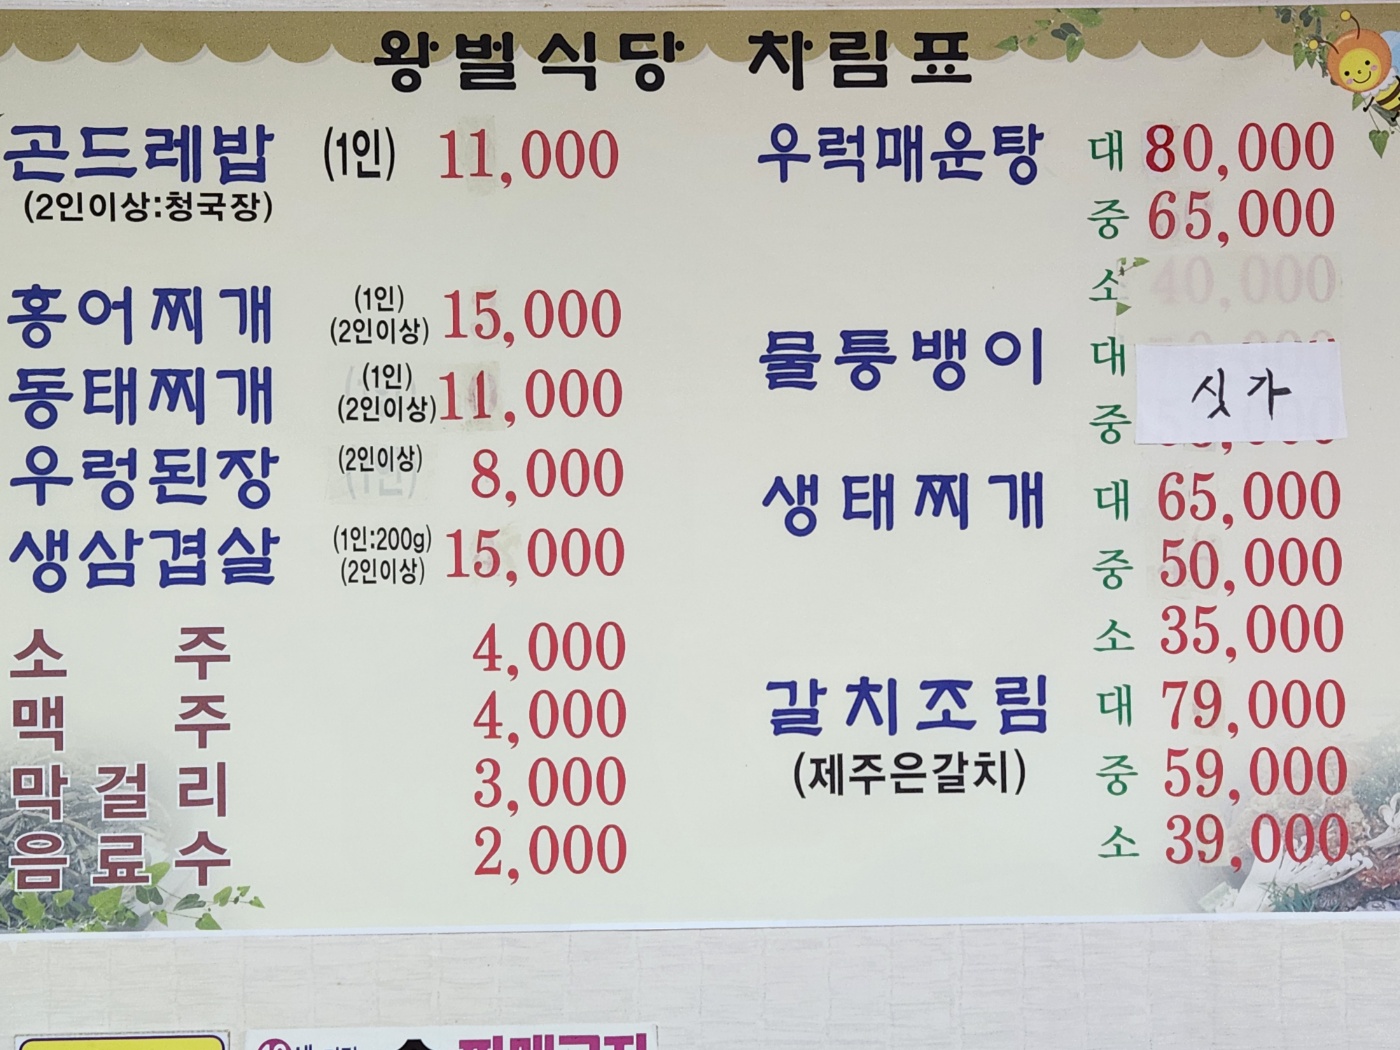 왕벌식당 차림표
곤드레밥 (1인) 11,000
(2인이상:청국장)
홍어찌개 (1인) (2인이상) 15,000
동태찌개 (1인) (2인이상) 11,000
우렁된장 (2인이상) 8,000
생삼겹살 (1인:200g) (2인이상) 15,000
소주 4,000
맥주 4,000
막걸리 3,000
음료수 2,000
우럭매운탕 대 80,000
중 65,000
소 40,000
물통뱅이 대
싯가
중
생태찌개 대 65,000
중 50,000
소 35,000
갈치조림 대 79,000
(제주은갈치) 중 59,000
소 39,000